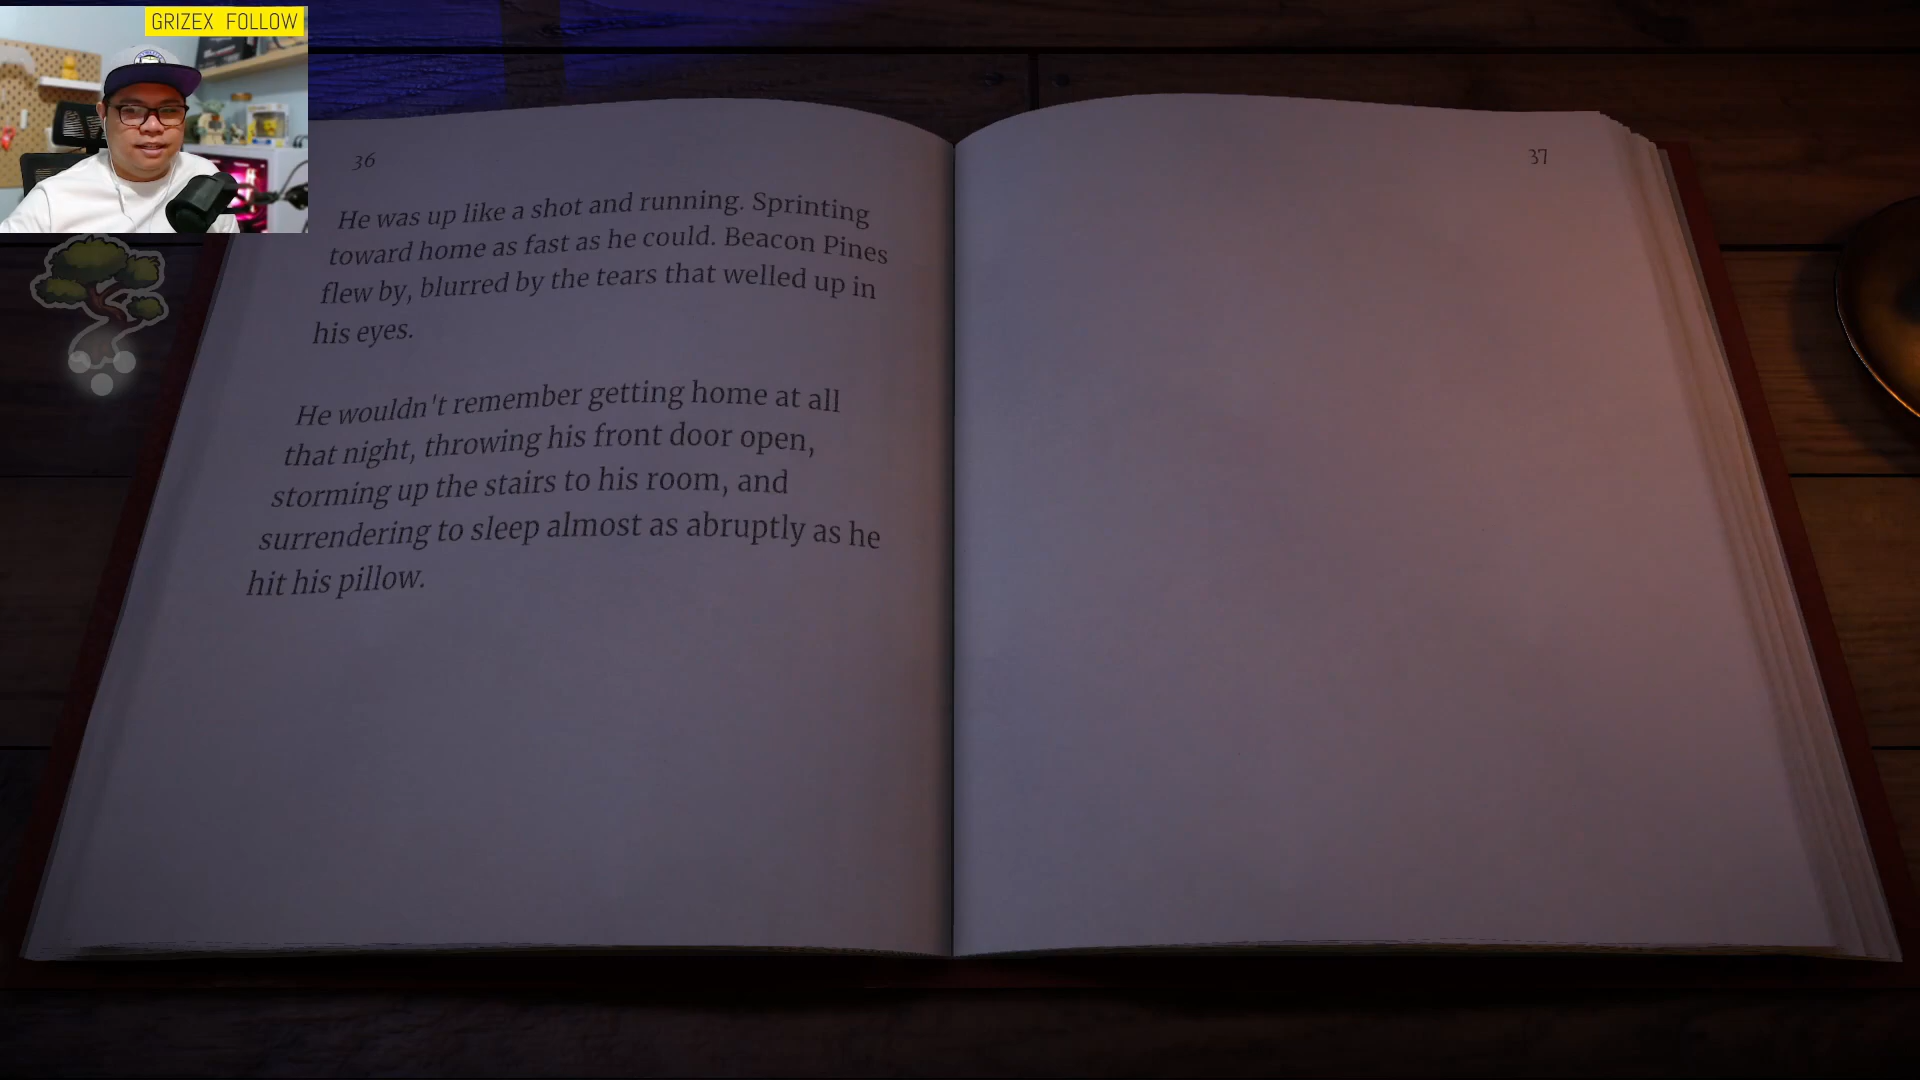 GRIZEX FOLLOW
36
He was up like a shot and running. Sprinting
toward home as fast as he could. Beacon Pines
flew by, blurred by the tears that welled up in
his eyes.
He wouldn't remember getting home at all
that night, throwing his front door open,
storming up the stairs to his room, and
surrendering to sleep almost as abruptly as he
hit his pillow.
37